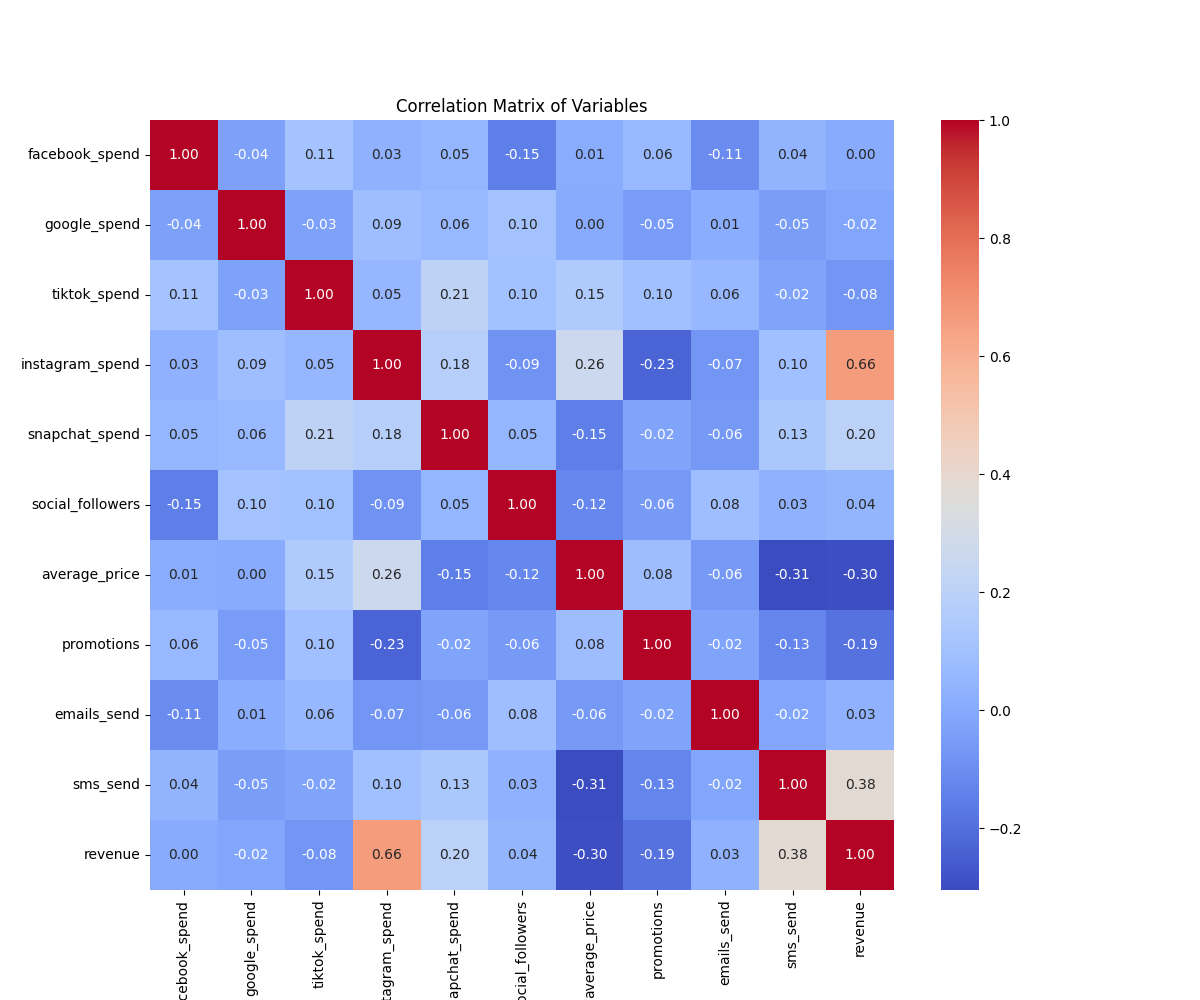 Correlation Matrix of Variables
facebook_spend 1.00 -0.04 0.11 0.03 0.05 -0.15 0.01 0.06 -0.11 0.04 0.00
google_spend -0.04 1.00 -0.03 0.09 0.06 0.10 0.00 -0.05 0.01 -0.05 -0.02
tiktok_spend 0.11 -0.03 1.00 0.05 0.21 0.10 0.15 0.10 0.06 -0.02 -0.08
instagram_spend 0.03 0.09 0.05 1.00 0.18 -0.09 0.26 -0.23 -0.07 0.10 0.66
snapchat_spend 0.05 0.06 0.21 0.18 1.00 0.05 -0.15 -0.02 -0.06 0.13 0.20
social_followers -0.15 0.10 0.10 -0.09 0.05 1.00 -0.12 -0.06 0.08 0.03 0.04
average_price 0.01 0.00 0.15 0.26 -0.15 -0.12 1.00 0.08 -0.06 -0.31 -0.30
promotions 0.06 -0.05 0.10 -0.23 -0.02 -0.06 0.08 1.00 -0.02 -0.13 -0.19
emails_send -0.11 0.01 0.06 -0.07 -0.06 0.08 -0.06 -0.02 1.00 -0.02 0.03
sms_send 0.04 -0.05 -0.02 0.10 0.13 0.03 -0.31 -0.13 -0.02 1.00 0.38
revenue 0.00 -0.02 -0.08 0.66 0.20 0.04 -0.30 -0.19 0.03 0.38 1.00
cebook_spend
google_spend
tiktok_spend
tagram_spend
apchat_spend
ocial_followers
average_price
promotions
emails_send
sms_send
revenue
1.0
0.8
0.6
0.4
0.2
0.0
−0.2